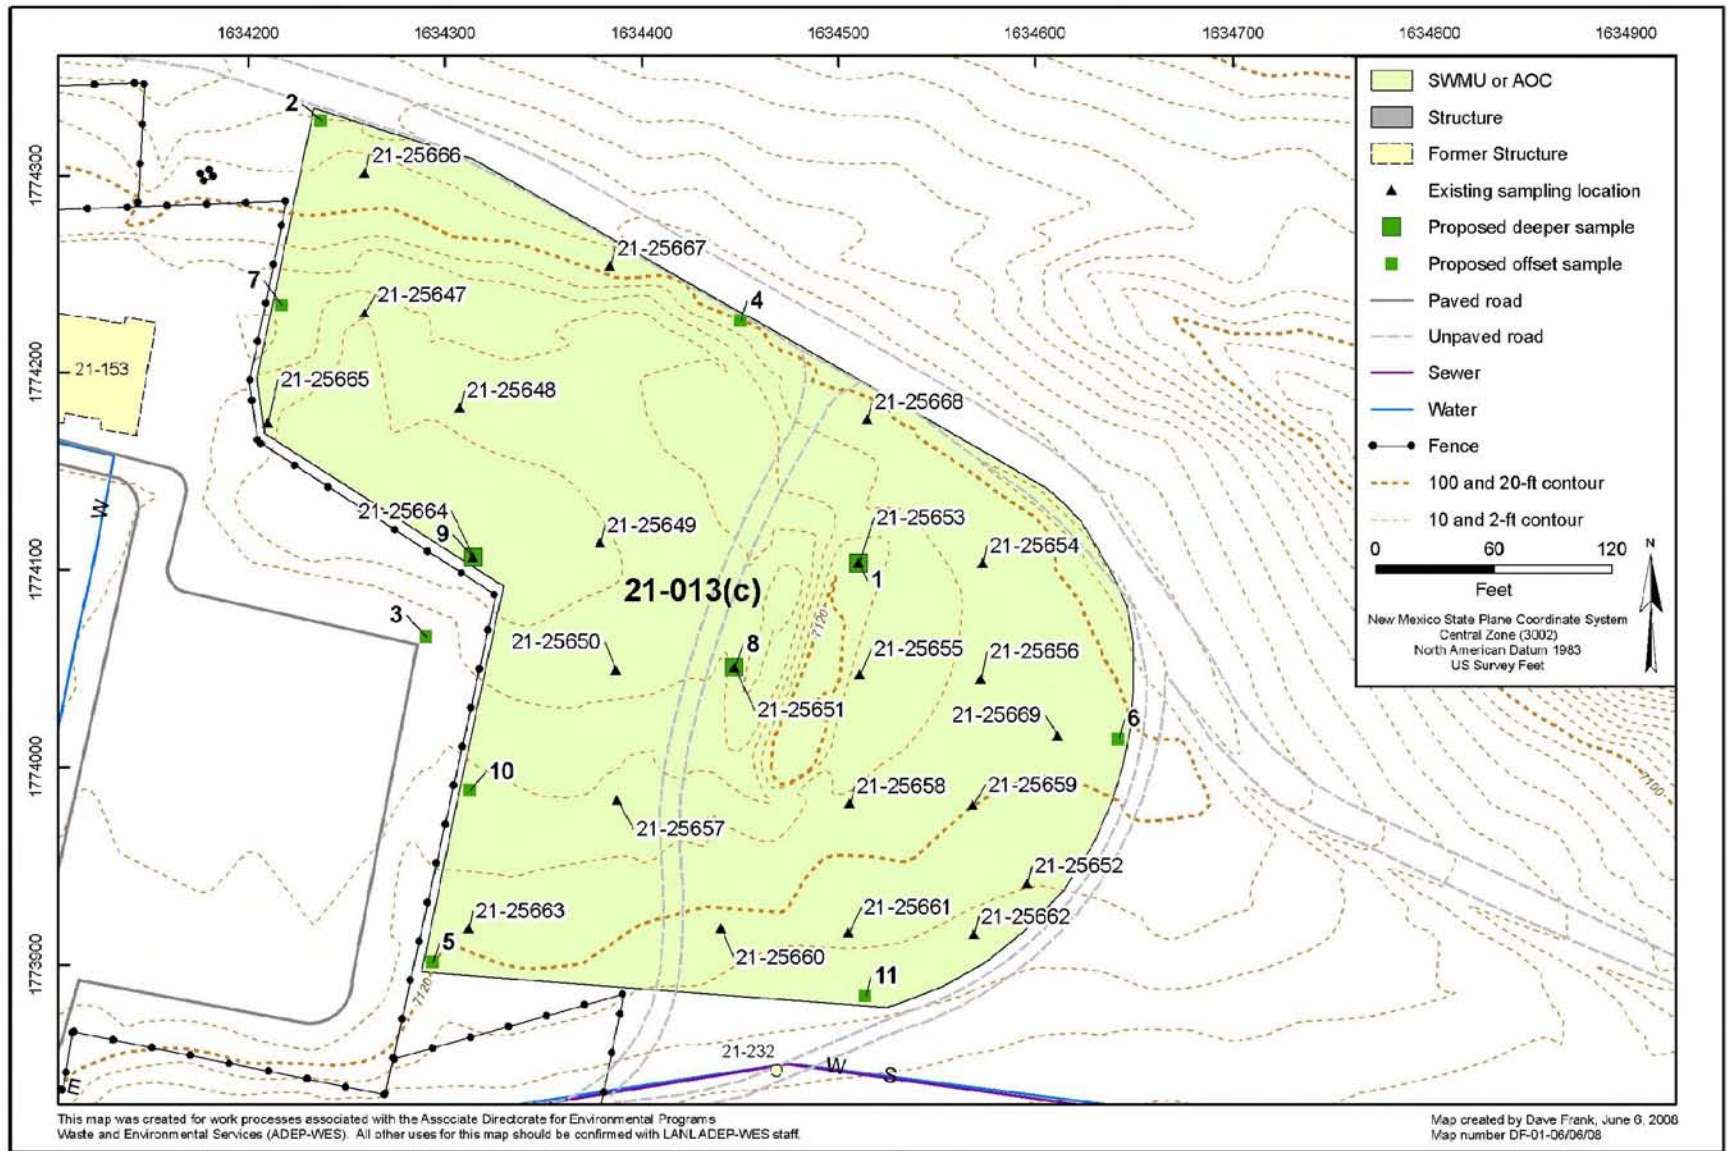 1634200 1634300 1634400 1634500 1634600 1634700 1634800 1634900
1774300
1774200
1774100
1774000
1773900
2
21-25666
21-25667
7
21-25647
4
21-153
21-25665
21-25648
21-25668
W
21-25664
9
21-25649
21-25653
21-25654
1
21-013(c)
3
7120
21-25650
8
21-25655
21-25656
21-25651
21-25669
6
10
21-25658
21-25659
7100
21-25657
21-25652
21-25663
21-25661
21-25662
5
21-25660
11
7120
21-232
W
S
E
SWMU or AOC
Structure
Former Structure
Existing sampling location
Proposed deeper sample
Proposed offset sample
Paved road
Unpaved road
Sewer
Water
Fence
100 and 20-ft contour
10 and 2-ft contour
N
0 60 120
Feet
New Mexico State Plane Coordinate System
Central Zone (3002)
North American Datum 1983
US Survey Feet
This map was created for work processes associated with the Associate Directorate for Environmental Programs
Waste and Environmental Services (ADEP-WES). All other uses for this map should be confirmed with LANL ADEP-WES staff.
Map created by Dave Frank, June 6, 2008
Map number DF-01-06/06/08